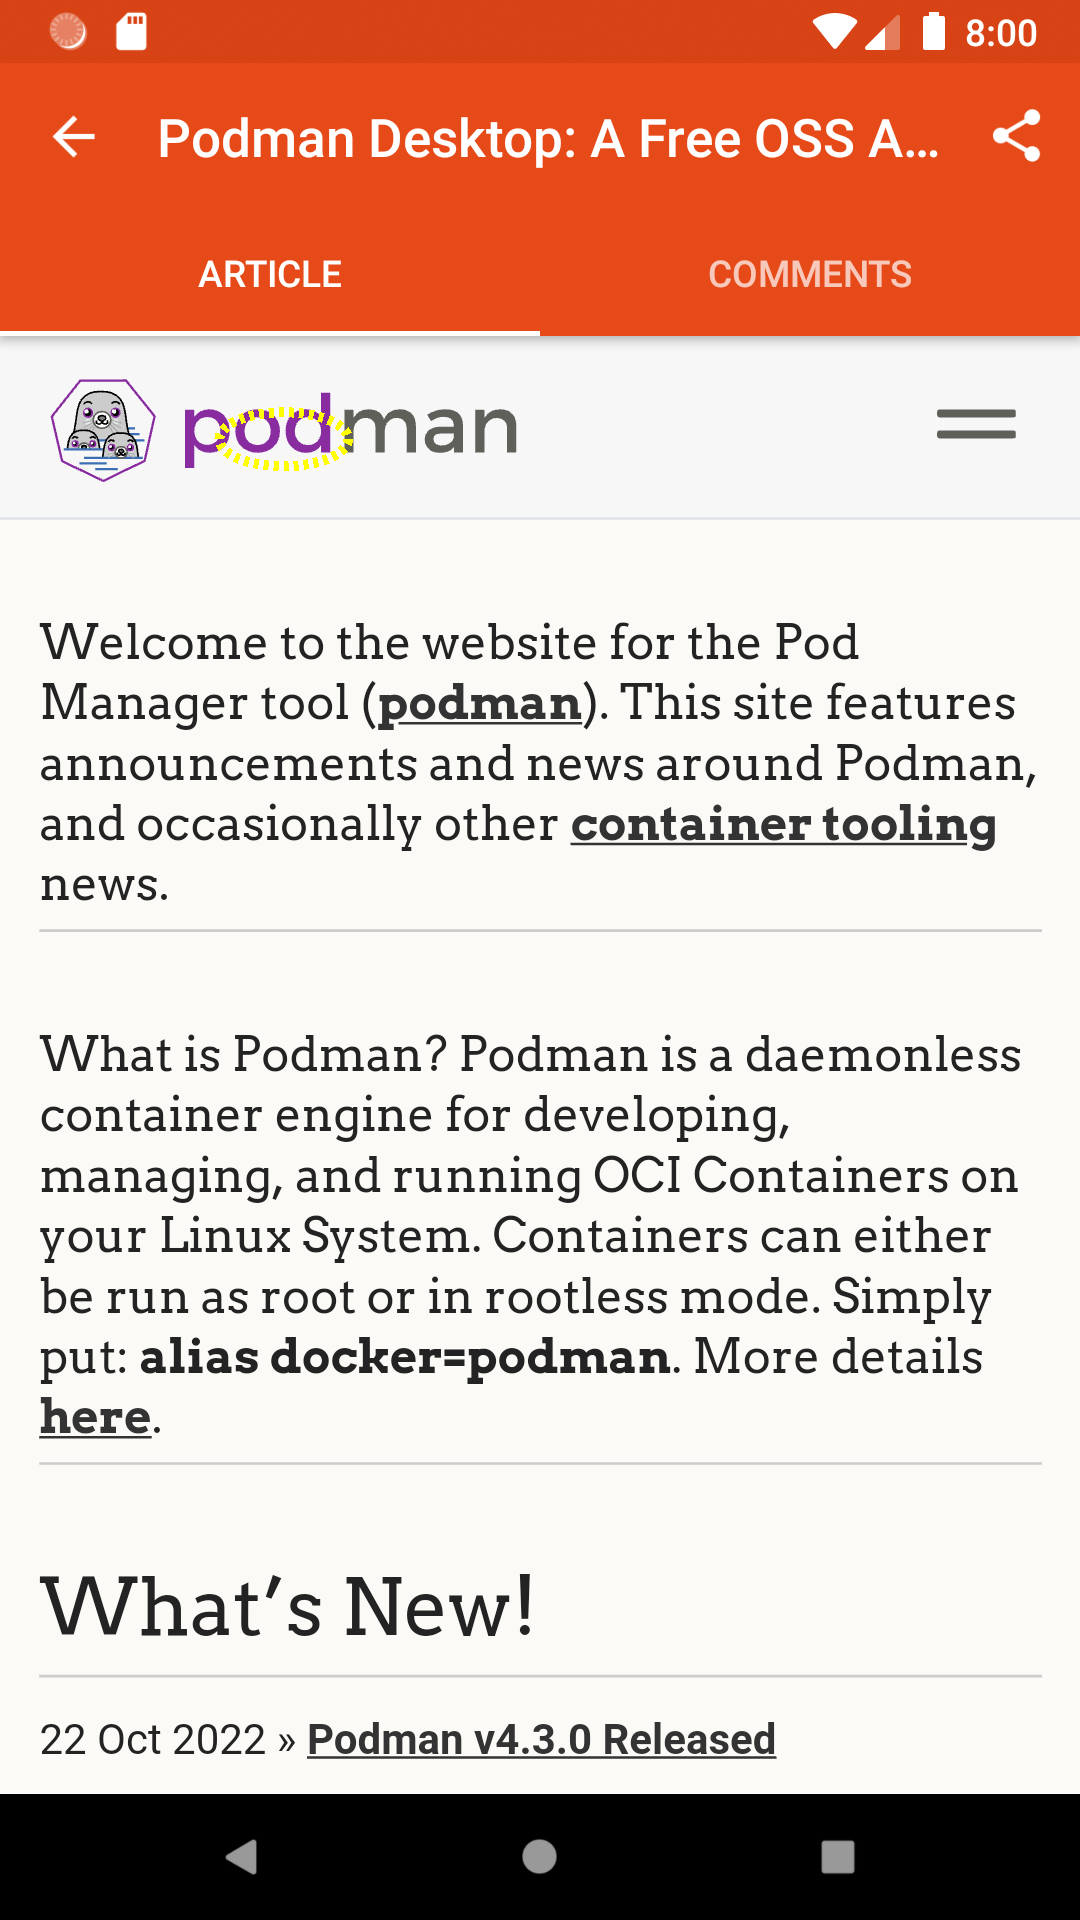 8:00
Podman Desktop: A Free OSS A...
ARTICLE
COMMENTS
podman
Welcome to the website for the Pod
Manager tool (podman). This site features
announcements and news around Podman,
and occasionally other container tooling
news.
What is Podman? Podman is a daemonless
container engine for developing,
managing, and running OCI Containers on
your Linux System. Containers can either
be run as root or in rootless mode. Simply
put: alias docker=podman. More details
here.
What’s New!
22 Oct 2022 » Podman v4.3.0 Released